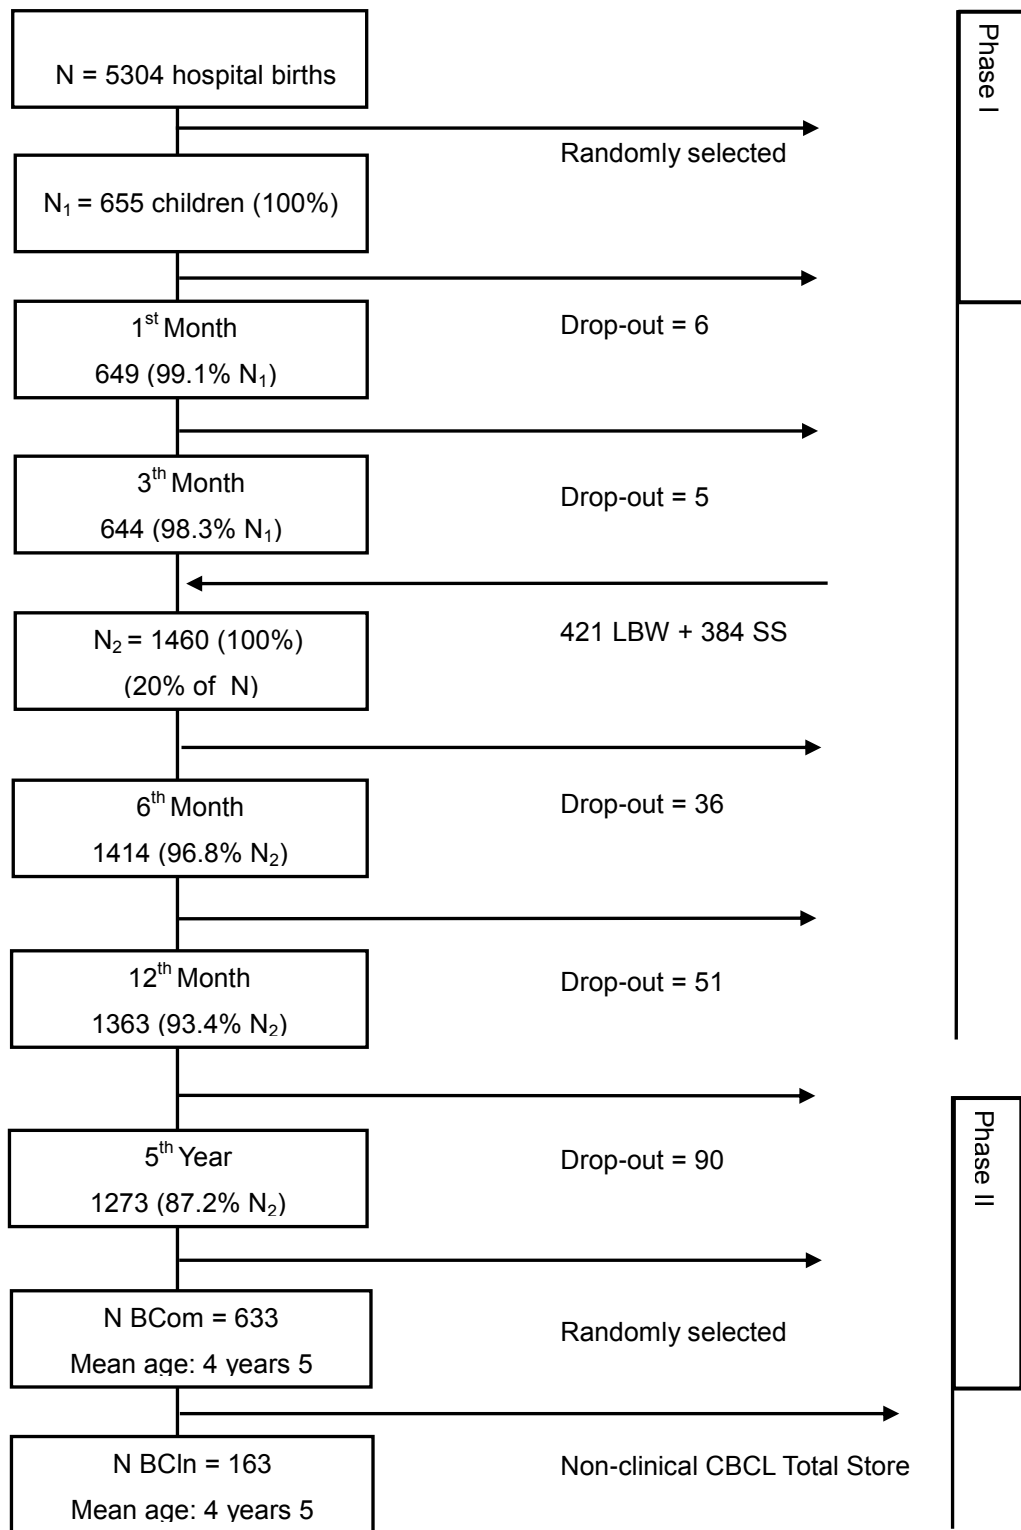 N = 5304 hospital births
Phase I
Randomly selected
N₁ = 655 children (100%)
1st Month
649 (99.1% N₁)
Drop-out = 6
3th Month
644 (98.3% N₁)
Drop-out = 5
N₂ = 1460 (100%)
(20% of N)
421 LBW + 384 SS
6th Month
1414 (96.8% N₂)
Drop-out = 36
12th Month
1363 (93.4% N₂)
Drop-out = 51
Phase II
5th Year
1273 (87.2% N₂)
Drop-out = 90
N BCom = 633
Mean age: 4 years 5
Randomly selected
N BCln = 163
Mean age: 4 years 5
Non-clinical CBCL Total Store